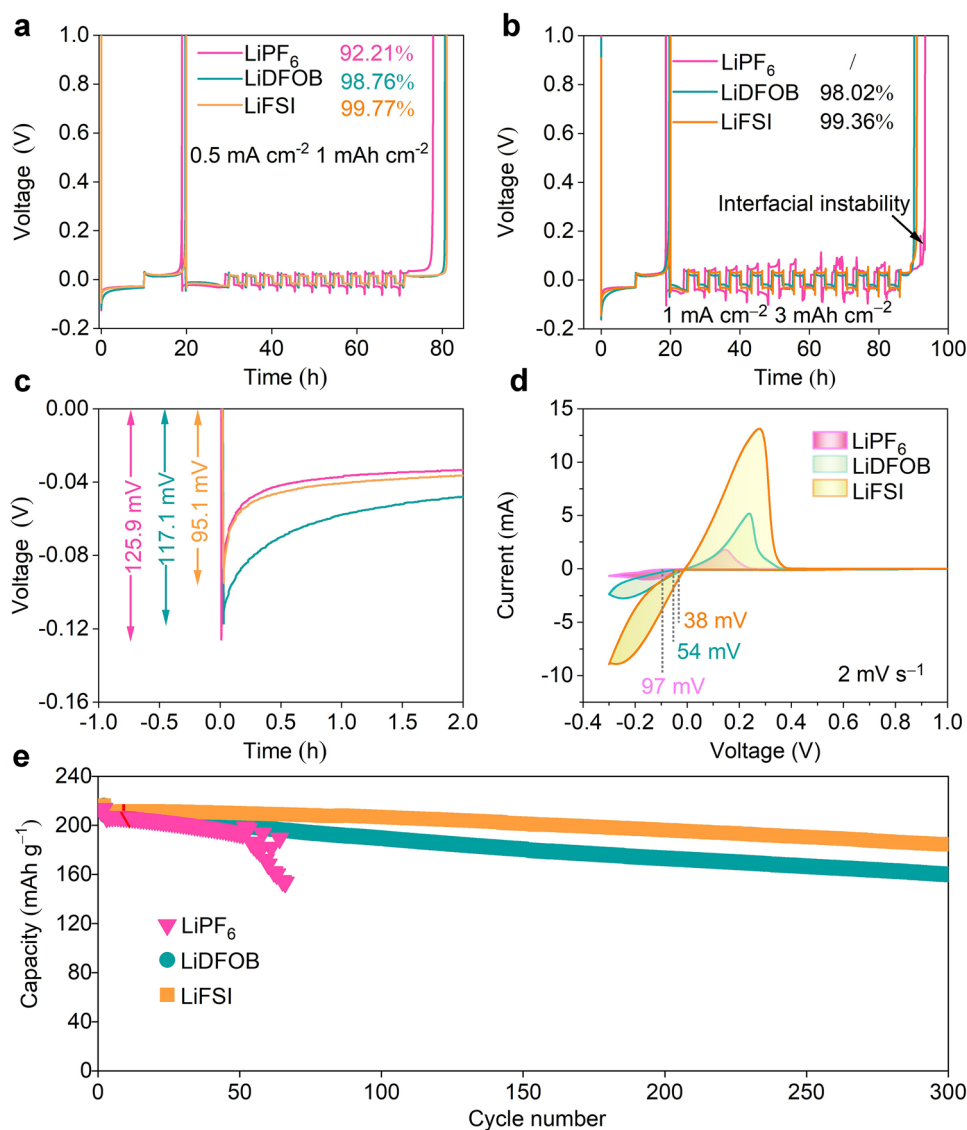 a
1.0
0.8
0.6
0.4
0.2
0.0
-0.2
Voltage (V)
LiPF₆ 92.21%
LiDFOB 98.76%
LiFSI 99.77%
0.5 mA cm⁻² 1 mAh cm⁻²
0 20 40 60 80
Time (h)
b
1.0
0.8
0.6
0.4
0.2
0.0
-0.2
Voltage (V)
LiPF₆ /
LiDFOB 98.02%
LiFSI 99.36%
Interfacial instability
1 mA cm⁻² 3 mAh cm⁻²
0 20 40 60 80 100
Time (h)
c
0.00
-0.04
-0.08
-0.12
-0.16
Voltage (V)
125.9 mV
117.1 mV
95.1 mV
-1.0 -0.5 0.0 0.5 1.0 1.5 2.0
Time (h)
d
15
10
5
0
-5
-10
Current (mA)
LiPF₆
LiDFOB
LiFSI
38 mV
54 mV
97 mV
2 mV s⁻¹
-0.4 -0.2 0.0 0.2 0.4 0.6 0.8 1.0
Voltage (V)
e
240
200
160
120
80
40
0
Capacity (mAh g⁻¹)
LiPF₆
LiDFOB
LiFSI
0 50 100 150 200 250 300
Cycle number